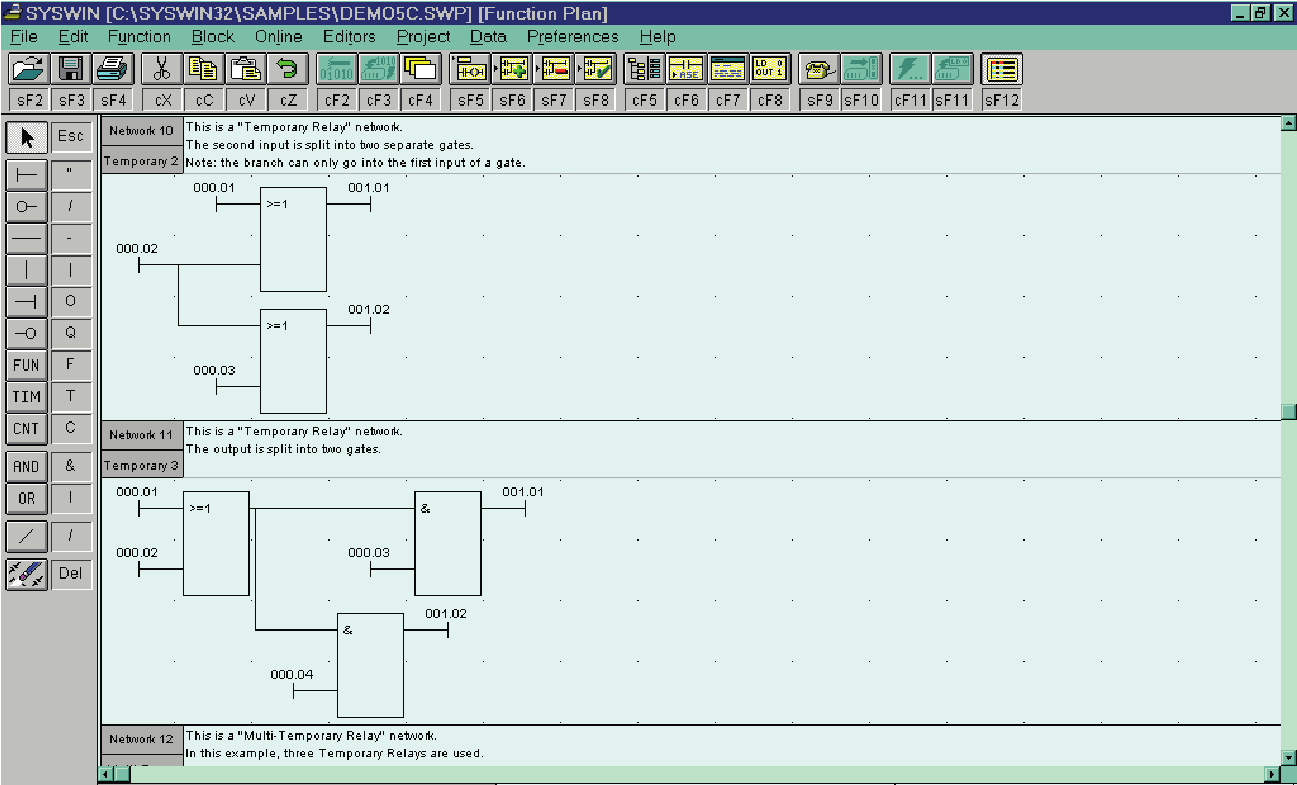 SYSWIN [C:\SYSWIN32\SAMPLES\DEMO5C.SWP] [Function Plan]
File Edit Function Block Online Editors Project Data Preferences Help
sF2 sF3 sF4 cX cC cV cZ cF2 cF3 cF4 sF5 sF6 sF7 sF8 cF5 cF6 cF7 cF8 sF9 sF10 cF11 sF11 sF12
Esc
"
/
-
|
O
Q
FUN F
TIM T
CNT C
AND &
OR |
/
Del
Network 10
Temporary 2
This is a "Temporary Relay" network.
The second input is split into two separate gates.
Note: the branch can only go into the first input of a gate.
000.01 001.01
>=1
000.02
001.02
>=1
000.03
Network 11
Temporary 3
This is a "Temporary Relay" network.
The output is split into two gates.
000.01 001.01
>=1 &
000.02 000.03
001.02
&
000.04
Network 12
This is a "Multi-Temporary Relay" network.
In this example, three Temporary Relays are used.